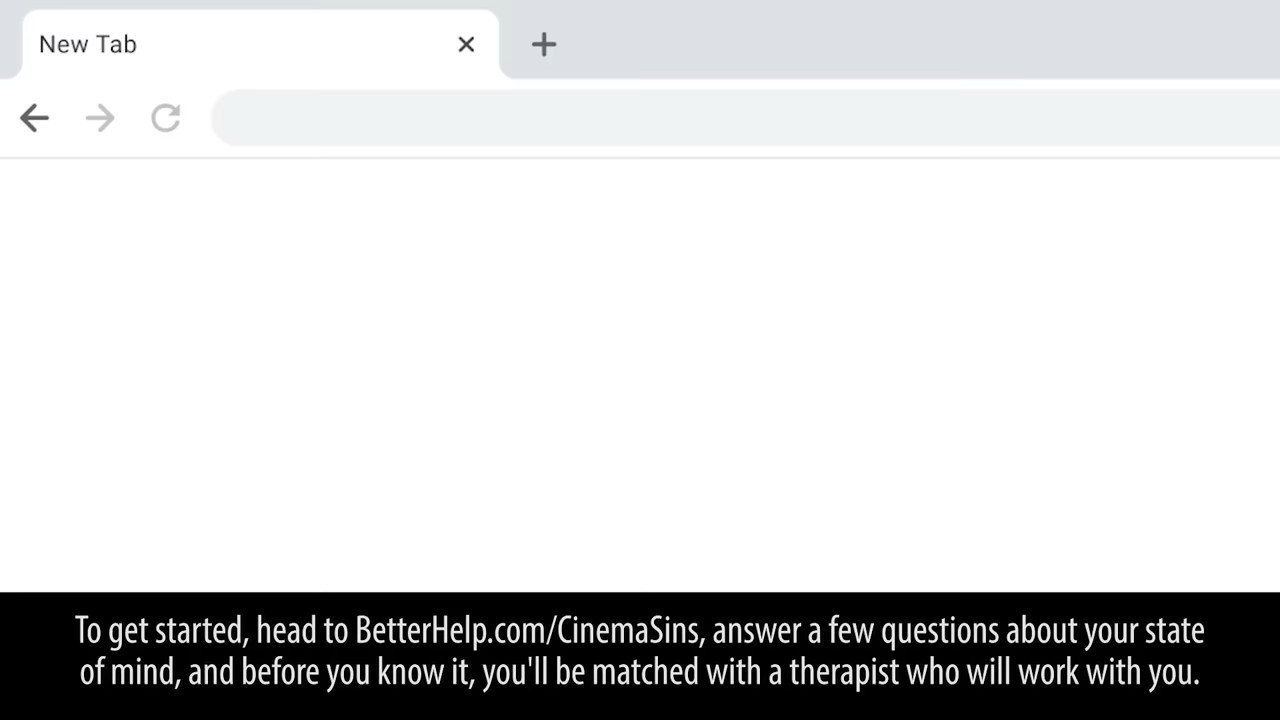 New Tab
To get started, head to BetterHelp.com/CinemaSins, answer a few questions about your state
of mind, and before you know it, you'll be matched with a therapist who will work with you.